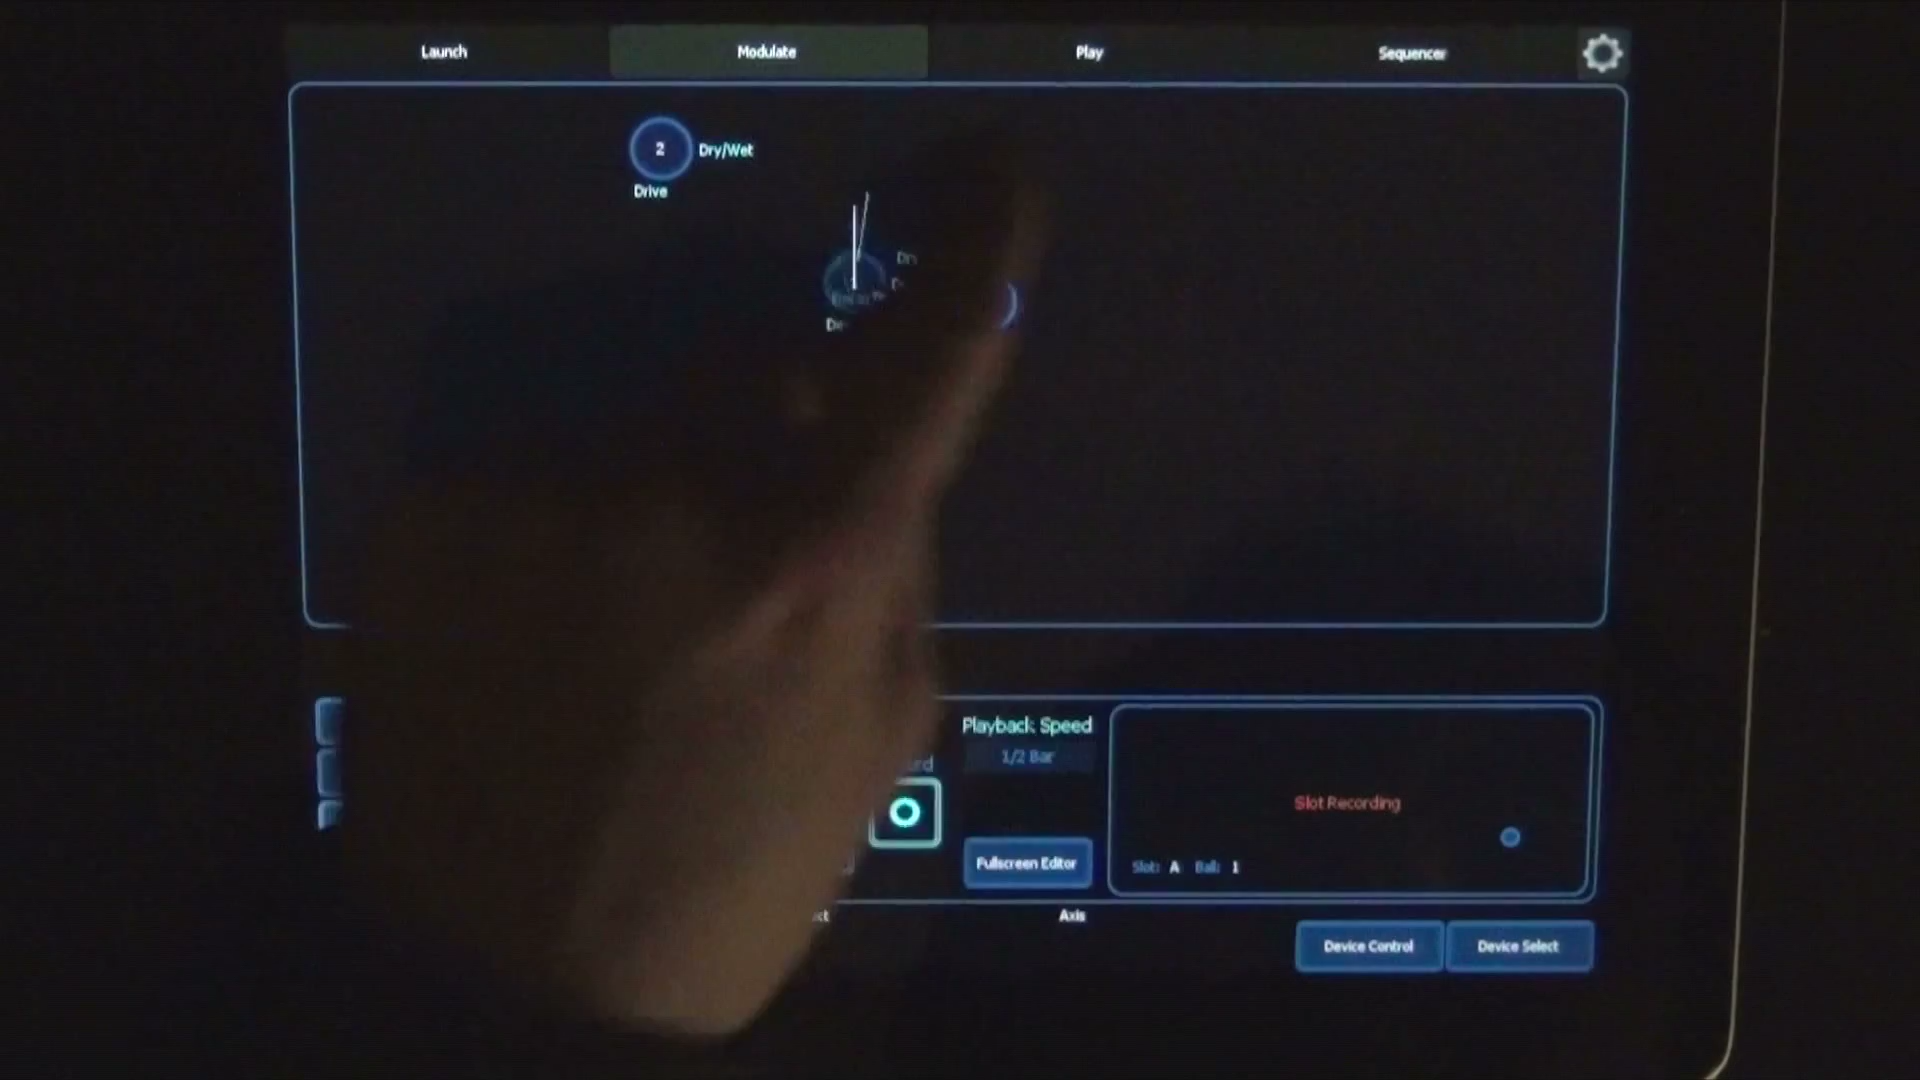 Launch Modulate Play Sequencer
2 Dry/Wet
Drive
Playback Speed
1/2 Bar
Slot Recording
Fullscreen Editor
Slot: A Ball: 1
Axis
Device Control Device Select